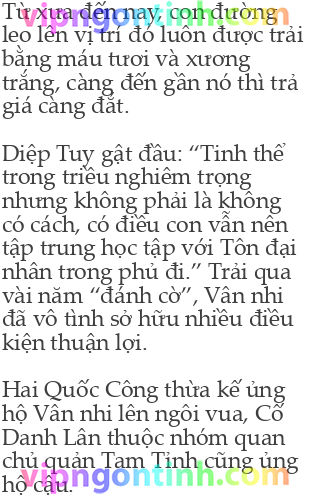 Từ xưa đến nay, con đường
vipngontinh.com
leo lên vị trí đó luôn được trải
bằng máu tươi và xương
trắng, càng đến gần nó thì trả
giá càng đắt.
Diệp Tuy gật đầu: “Tinh thể
trong triều nghiêm trọng
nhưng không phải là không
có cách, có điều con vẫn nên
tập trung học tập với Tôn đại
nhân trong phủ đi.” Trải qua
vài năm “đánh cờ”, Vân nhi
đã vô tình sở hữu nhiều điều
kiện thuận lợi.
Hai Quốc Công thừa kế ủng
hộ Vân nhi lên ngôi vua, Cố
Danh Lân thuộc nhóm quan
chủ quản Tam Tỉnh cũng ủng
vipngontinh.com
hộ cậu.